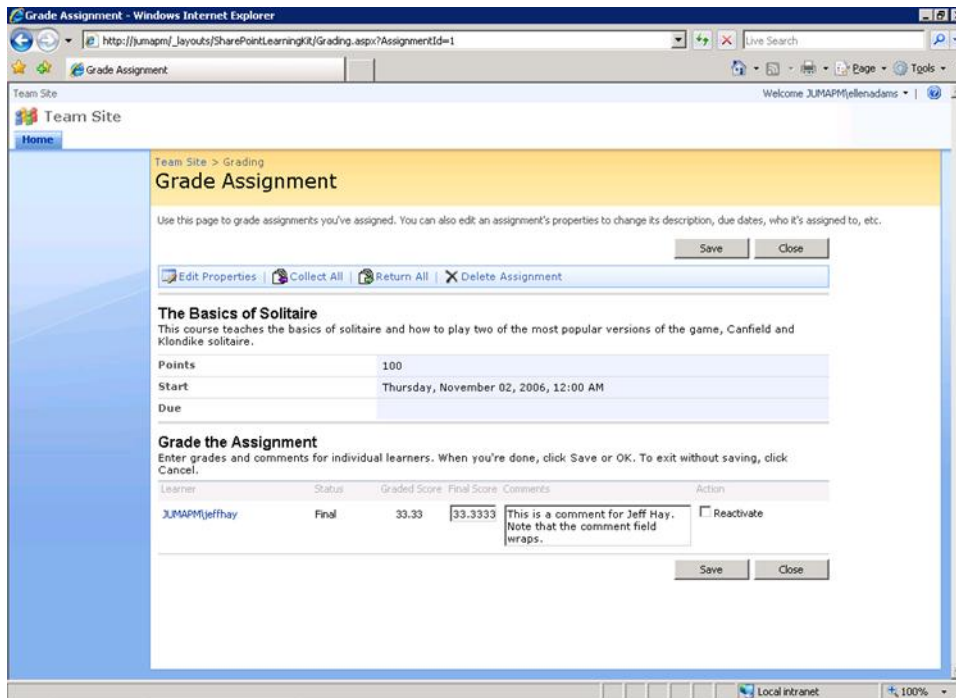 Grade Assignment - Windows Internet Explorer
http://jumapm/_layouts/SharePointLearningKit/Grading.aspx?AssignmentId=1
Live Search
Grade Assignment
Page
Tools
Team Site
Welcome JUMAPM\ellenadams
Team Site
Home
Team Site > Grading
Grade Assignment
Use this page to grade assignments you've assigned. You can also edit an assignment's properties to change its description, due dates, who it's assigned to, etc.
Save Close
Edit Properties | Collect All | Return All | Delete Assignment
The Basics of Solitaire
This course teaches the basics of solitaire and how to play two of the most popular versions of the game, Canfield and
Klondike solitaire.
Points 100
Start Thursday, November 02, 2006, 12:00 AM
Due
Grade the Assignment
Enter grades and comments for individual learners. When you're done, click Save or OK. To exit without saving, click
Cancel.
Learner Status Graded Score Final Score Comments Action
JUMAPM\jeffhay Final 33.33 33.3333 This is a comment for Jeff Hay. Reactivate
Note that the comment field
wraps.
Save Close
Local intranet 100%